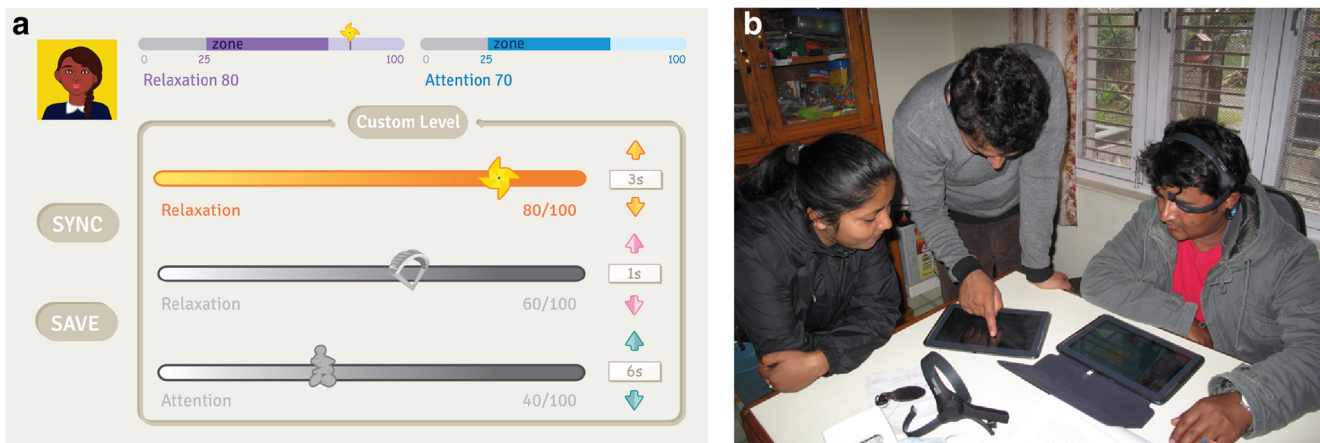 a
zone
zone
0
25
100
0
25
100
Relaxation 80
Attention 70
Custom Level
3s
Relaxation
80/100
SYNC
1s
Relaxation
60/100
SAVE
6s
Attention
40/100
b